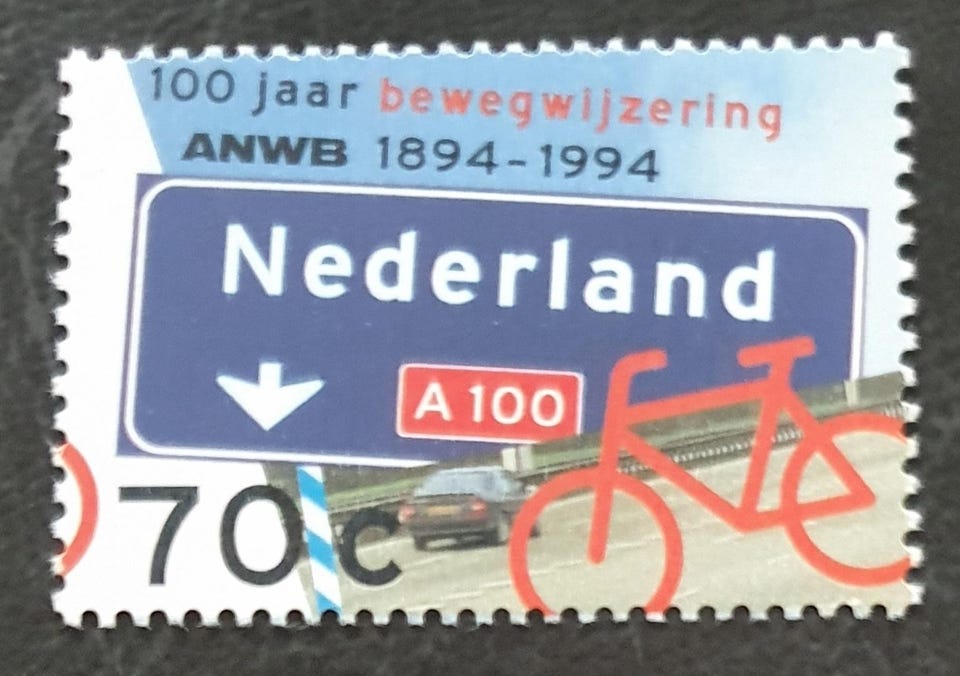 100 jaar bewegwijzering
ANWB 1894-1994
Nederland
A 100
70c